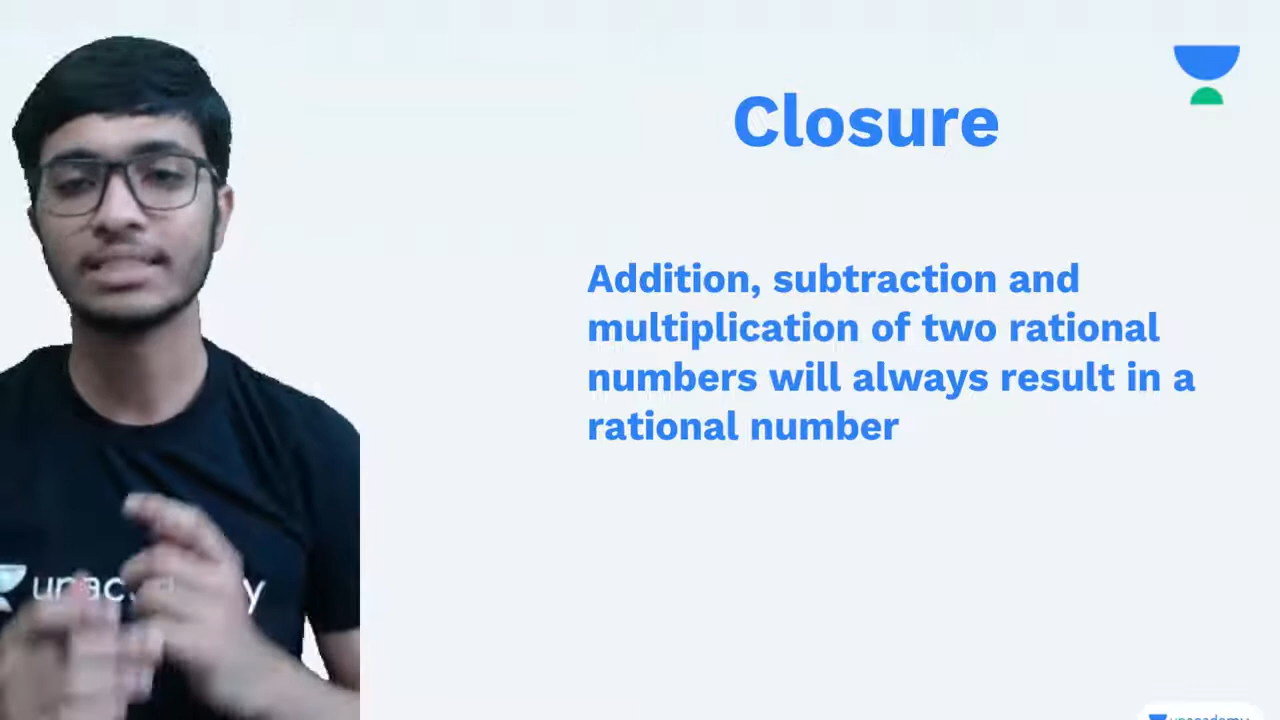 Closure
Addition, subtraction and
multiplication of two rational
numbers will always result in a
rational number